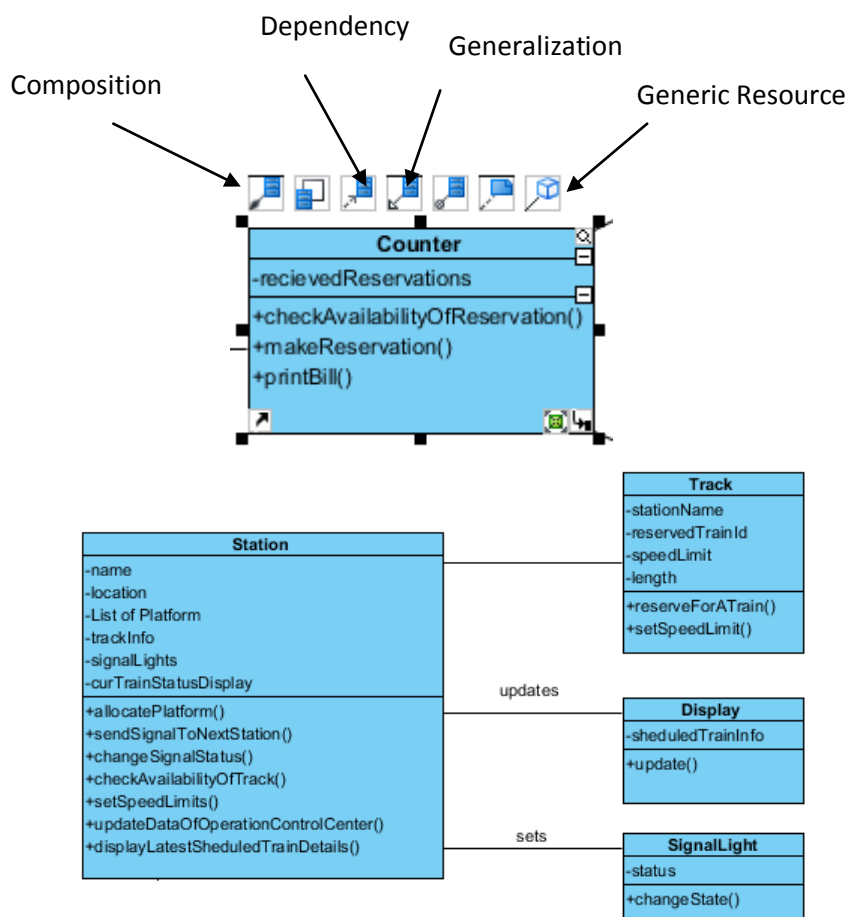 Dependency
Generalization
Composition
Generic Resource
Counter
-recievedReservations
+checkAvailabilityOfReservation()
+makeReservation()
+printBill()
Track
-stationName
-reservedTrainId
-speedLimit
-length
+reserveForATrain()
+setSpeedLimit()
Station
-name
-location
-List of Platform
-trackInfo
-signalLights
-curTrainStatusDisplay
+allocatePlatform()
+sendSignalToNextStation()
+changeSignalStatus()
+checkAvailabilityOfTrack()
+setSpeedLimits()
+updateDataOfOperationControlCenter()
+displayLatestSheduledTrainDetails()
updates
Display
-sheduledTrainInfo
+update()
sets
SignalLight
-status
+changeState()